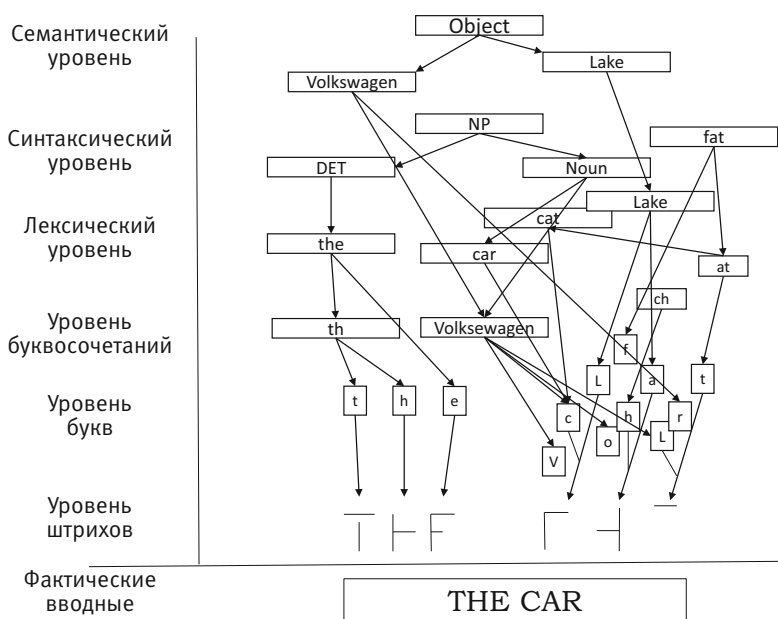 Семантический
уровень
Object
Lake
Volkswagen
Синтаксический
уровень
NP
fat
DET
Noun
Lake
Лексический
уровень
cat
the
car
at
ch
Уровень
буквосочетаний
th
Volksewagen
f
Уровень
букв
t
h
e
L
a
t
c
h
r
o
L
V
Уровень
штрихов
Фактические
вводные
THE CAR